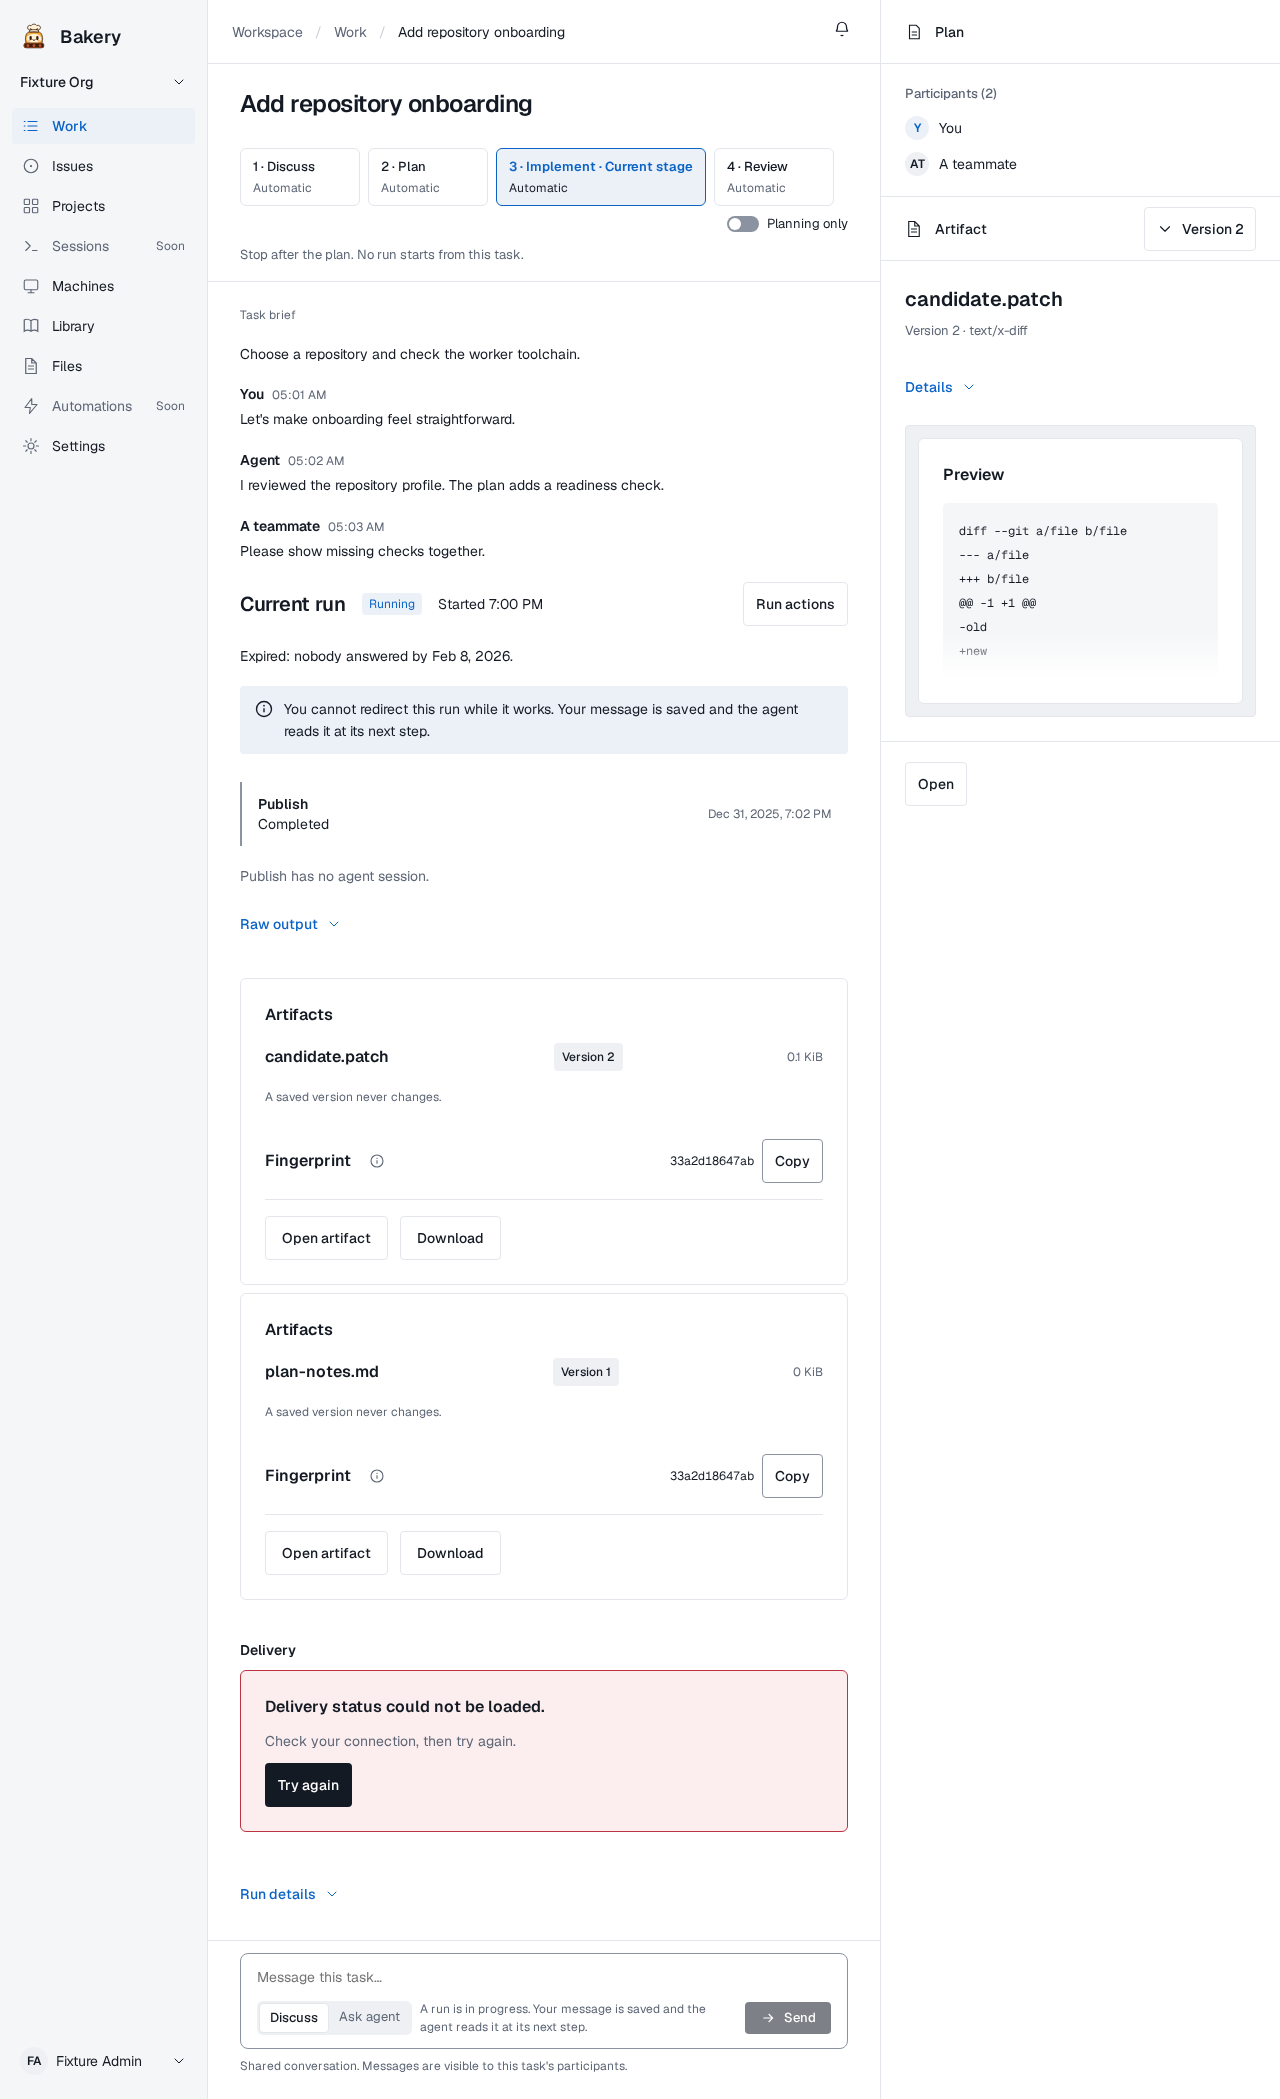 Bakery
Fixture Org
Work
Issues
Projects
Sessions Soon
Machines
Library
Files
Automations Soon
Settings
FA Fixture Admin
Workspace / Work / Add repository onboarding
Add repository onboarding
1 · Discuss
Automatic
2 · Plan
Automatic
3 · Implement · Current stage
Automatic
4 · Review
Automatic
Planning only
Stop after the plan. No run starts from this task.
Task brief
Choose a repository and check the worker toolchain.
You 05:01 AM
Let's make onboarding feel straightforward.
Agent 05:02 AM
I reviewed the repository profile. The plan adds a readiness check.
A teammate 05:03 AM
Please show missing checks together.
Current run Running Started 7:00 PM Run actions
Expired: nobody answered by Feb 8, 2026.
You cannot redirect this run while it works. Your message is saved and the agent
reads it at its next step.
Publish
Completed
Dec 31, 2025, 7:02 PM
Publish has no agent session.
Raw output
Artifacts
candidate.patch Version 2 0.1 KiB
A saved version never changes.
Fingerprint 33a2d18647ab Copy
Open artifact Download
Artifacts
plan-notes.md Version 1 0 KiB
A saved version never changes.
Fingerprint 33a2d18647ab Copy
Open artifact Download
Delivery
Delivery status could not be loaded.
Check your connection, then try again.
Try again
Run details
Message this task...
Discuss Ask agent
A run is in progress. Your message is saved and the
agent reads it at its next step.
Send
Shared conversation. Messages are visible to this task's participants.
Plan
Participants (2)
Y You
AT A teammate
Artifact Version 2
candidate.patch
Version 2 · text/x-diff
Details
Preview
diff --git a/file b/file
--- a/file
+++ b/file
@@ -1 +1 @@
-old
+new
Open